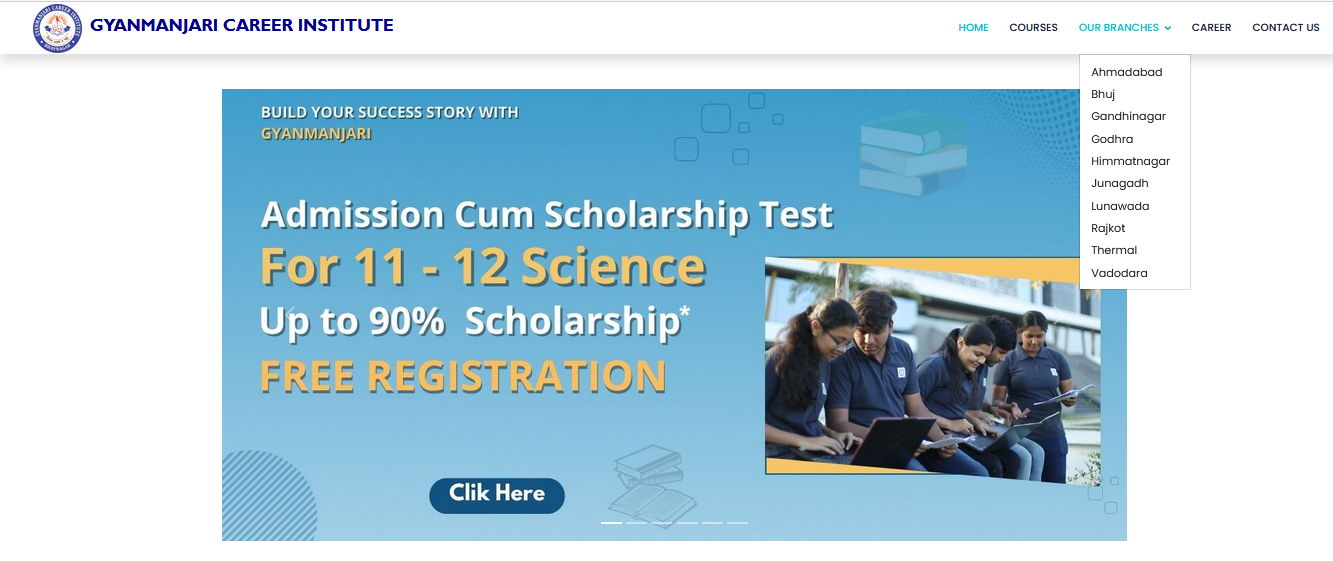 GYANMANJARI CAREER INSTITUTE
HOME COURSES OUR BRANCHES CAREER CONTACT US
Ahmadabad
Bhuj
Gandhinagar
Godhra
Himmatnagar
Junagadh
Lunawada
Rajkot
Thermal
Vadodara
BUILD YOUR SUCCESS STORY WITH
GYANMANJARI
Admission Cum Scholarship Test
For 11 - 12 Science
Up to 90% Scholarship*
FREE REGISTRATION
Clik Here